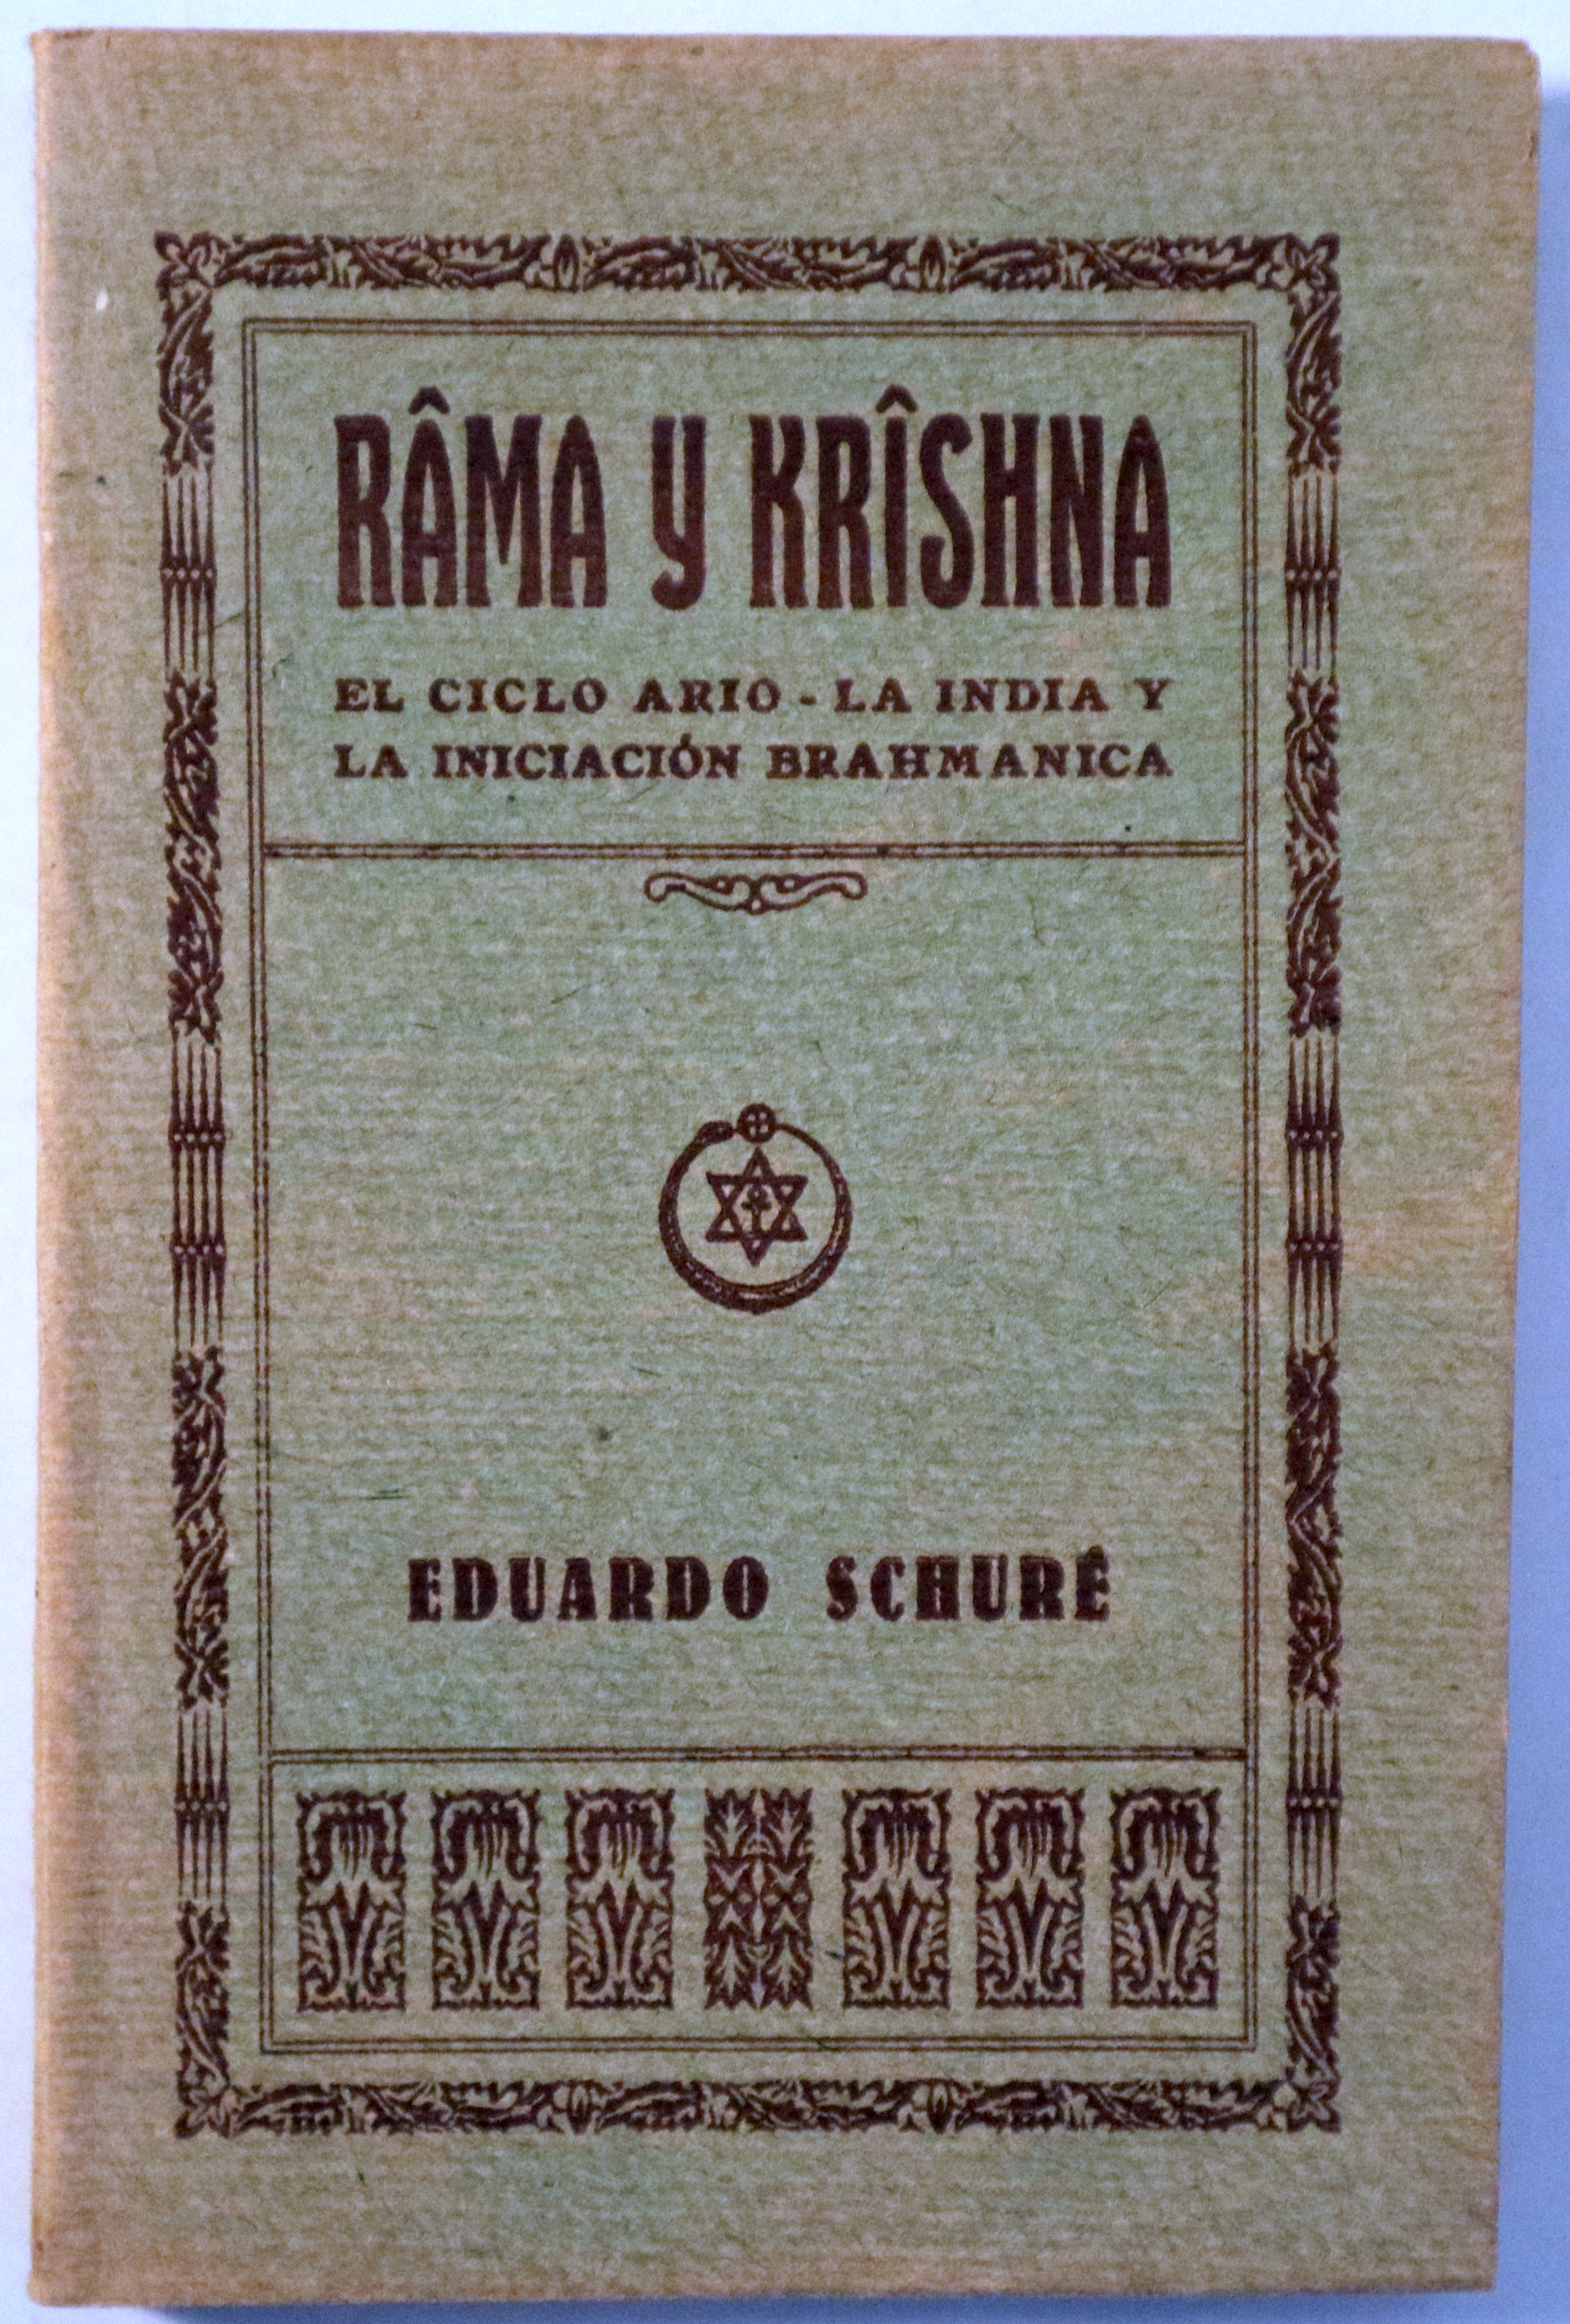 RÂMA Y KRÎSHNA
EL CICLO ARIO - LA INDIA Y
LA INICIACIÓN BRAHMANICA
EDUARDO SCHURÉ